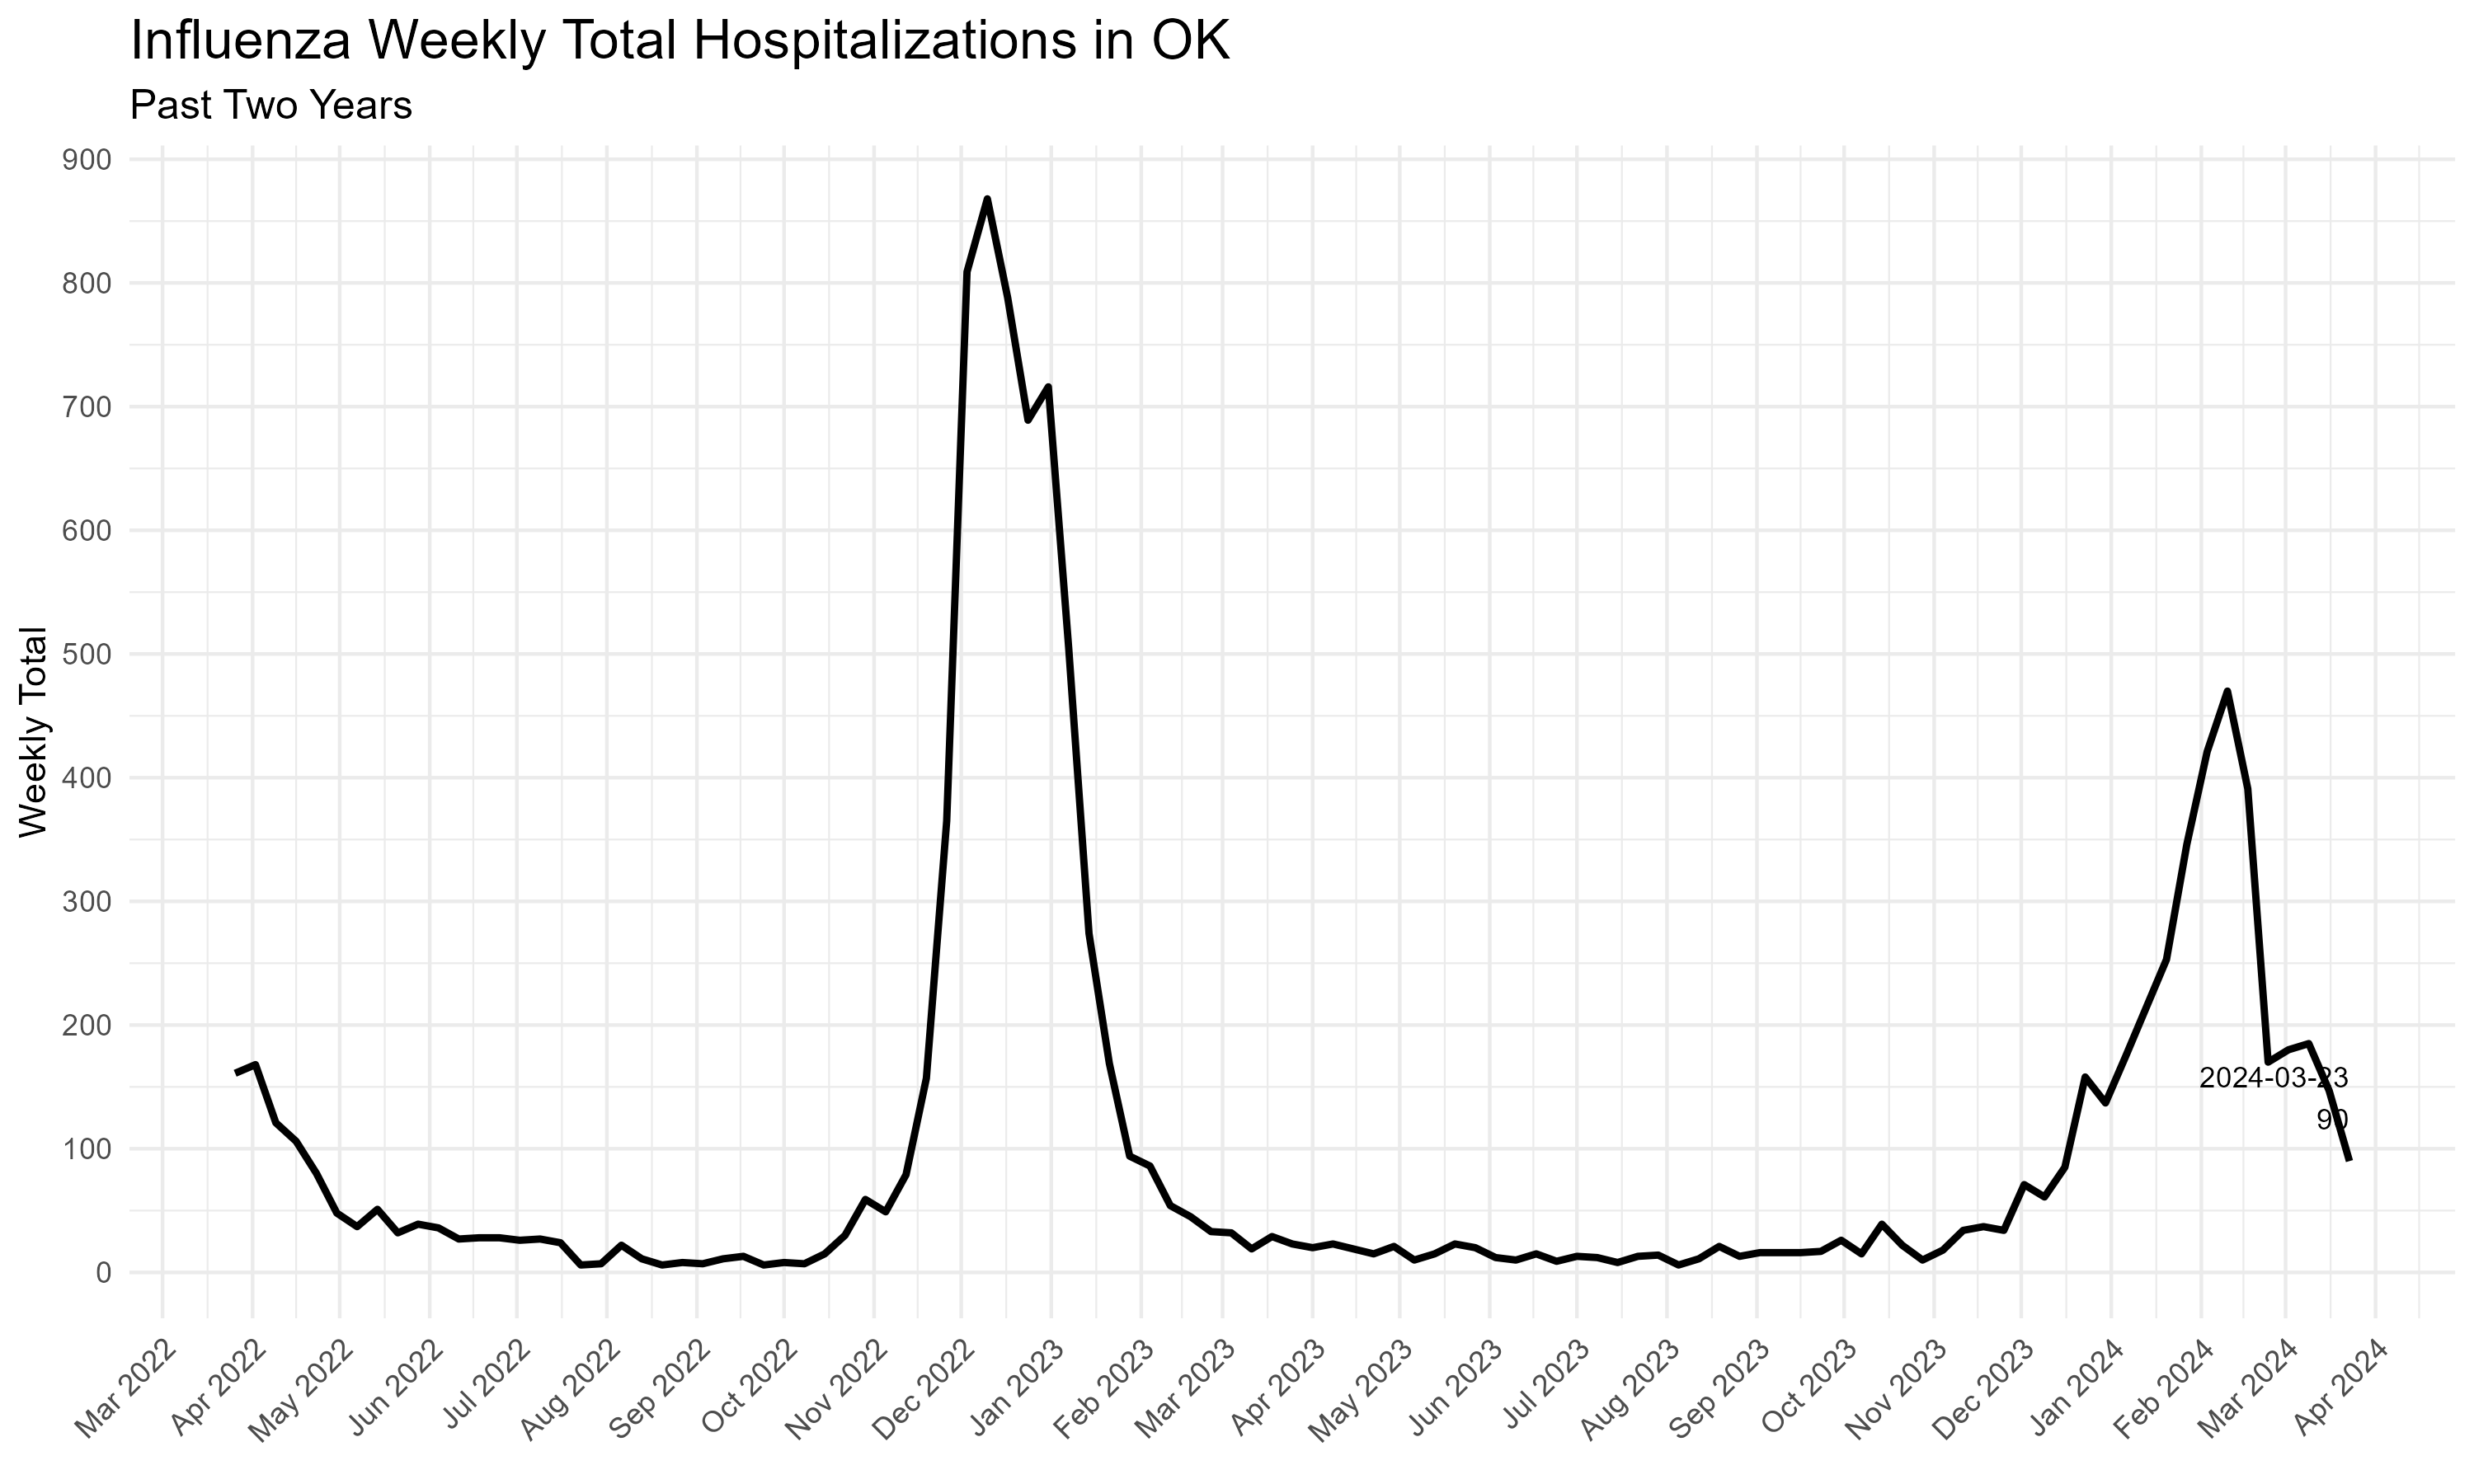 Influenza Weekly Total Hospitalizations in OK
Past Two Years
Weekly Total
900
800
700
600
500
400
300
200
100
0
2024-03-23
90
Mar 2022
Apr 2022
May 2022
Jun 2022
Jul 2022
Aug 2022
Sep 2022
Oct 2022
Nov 2022
Dec 2022
Jan 2023
Feb 2023
Mar 2023
Apr 2023
May 2023
Jun 2023
Jul 2023
Aug 2023
Sep 2023
Oct 2023
Nov 2023
Dec 2023
Jan 2024
Feb 2024
Mar 2024
Apr 2024